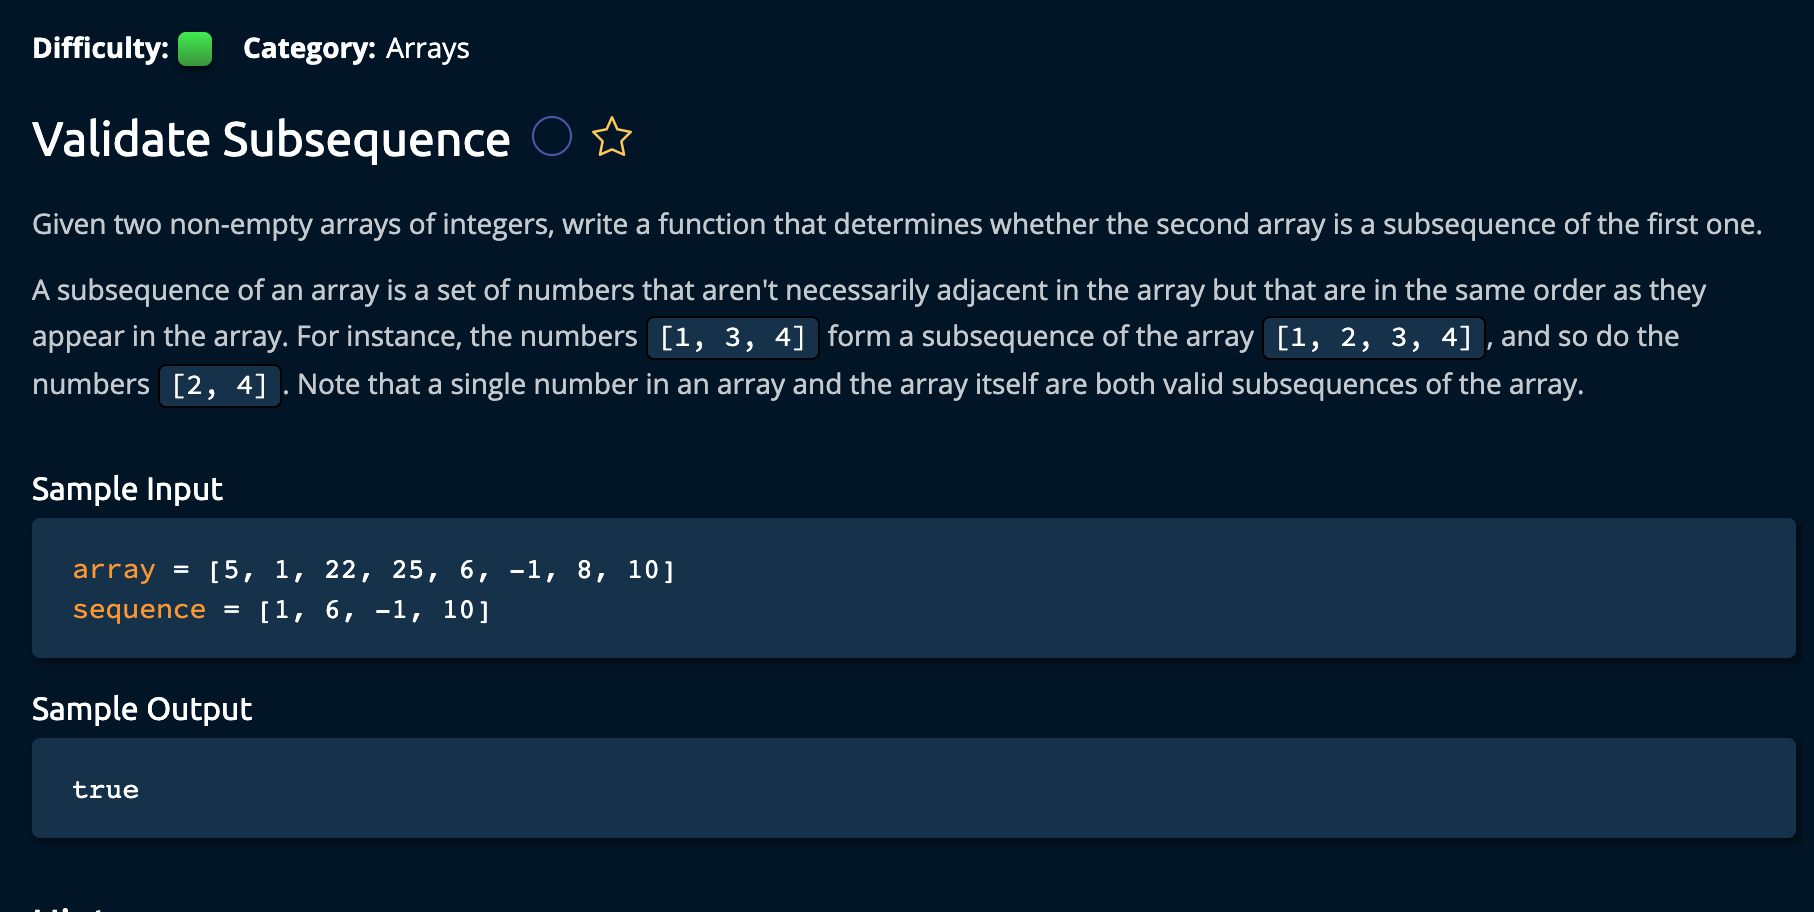 Difficulty: Category: Arrays
Validate Subsequence
Given two non-empty arrays of integers, write a function that determines whether the second array is a subsequence of the first one.
A subsequence of an array is a set of numbers that aren't necessarily adjacent in the array but that are in the same order as they
appear in the array. For instance, the numbers [1, 3, 4] form a subsequence of the array [1, 2, 3, 4], and so do the
numbers [2, 4]. Note that a single number in an array and the array itself are both valid subsequences of the array.
Sample Input
array = [5, 1, 22, 25, 6, -1, 8, 10]
sequence = [1, 6, -1, 10]
Sample Output
true